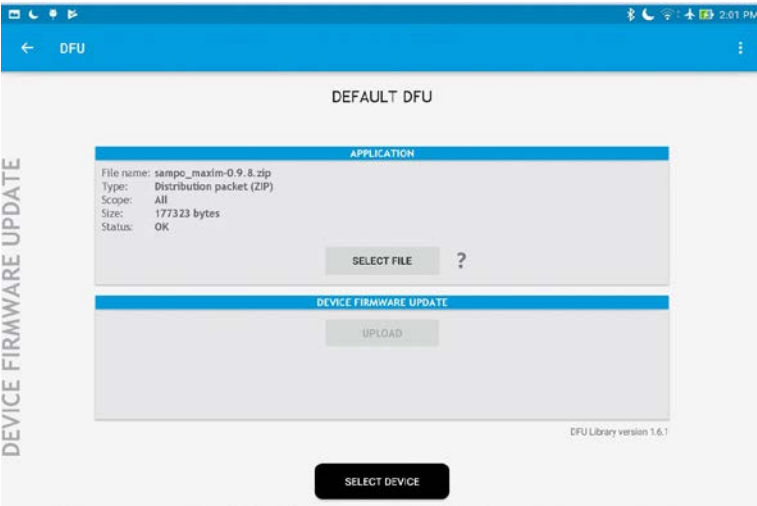 2:01 PM
DFU
DEFAULT DFU
DEVICE FIRMWARE UPDATE
APPLICATION
File name: sampo_maxim-0.9.8.zip
Type: Distribution packet (ZIP)
Scope: All
Size: 177323 bytes
Status: OK
SELECT FILE ?
DEVICE FIRMWARE UPDATE
UPLOAD
DFU Library version 1.6.1
SELECT DEVICE